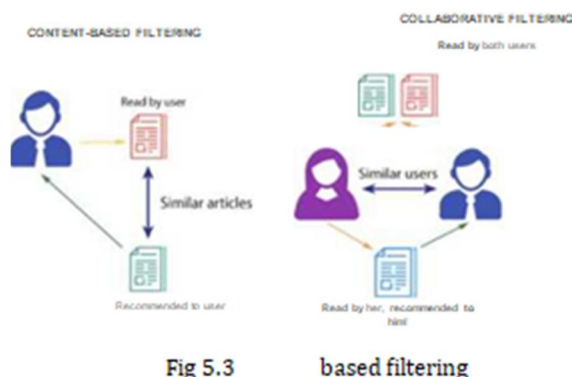 CONTENT-BASED FILTERING
Read by user
Similar articles
Recommended to user
COLLABORATIVE FILTERING
Read by both users
Similar users
Read by her, recommended to
him!
Fig 5.3 based filtering